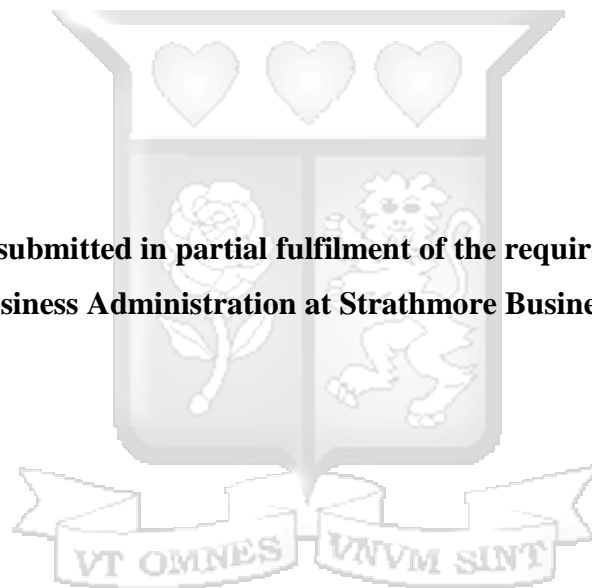 submitted in partial fulfilment of the requir
siness Administration at Strathmore Busine
VT OMNES VNVM SINT